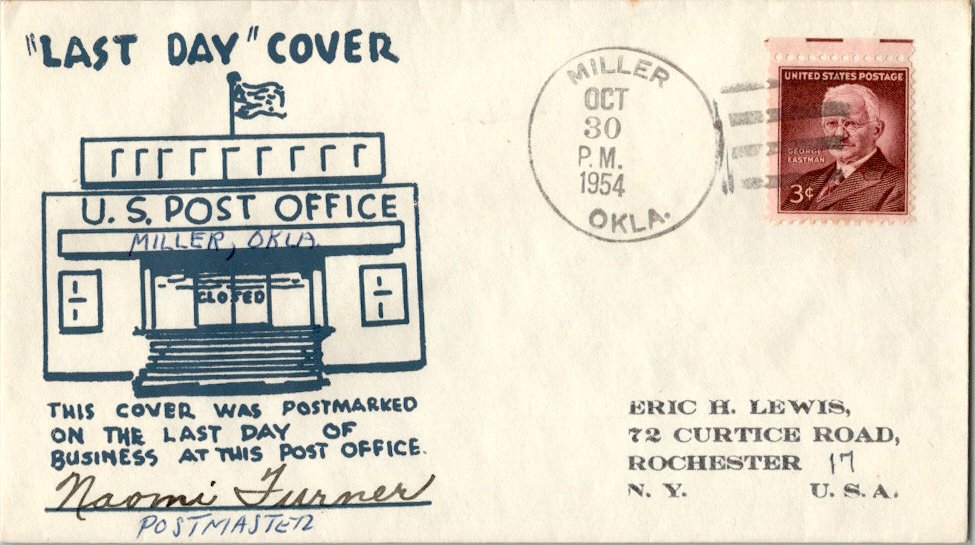 "LAST DAY" COVER
U. S. POST OFFICE
MILLER, OKLA.
CLOSED
THIS COVER WAS POSTMARKED
ON THE LAST DAY OF
BUSINESS AT THIS POST OFFICE.
Naomi Turner
POSTMASTER
MILLER
OCT
30
P.M.
1954
OKLA.
UNITED STATES POSTAGE
GEORGE
EASTMAN
3¢
ERIC H. LEWIS,
72 CURTICE ROAD,
ROCHESTER 17
N. Y. U. S. A.